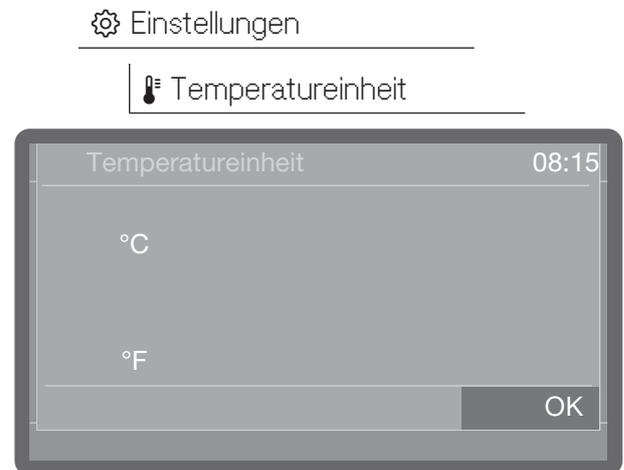 Einstellungen
Temperatureinheit
Temperatureinheit 08:15
°C
°F
OK